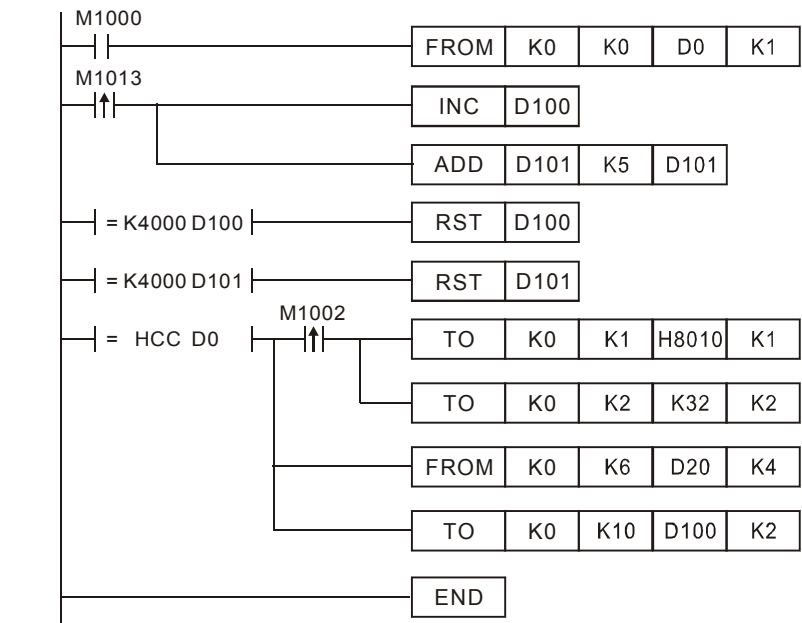 M1000
FROM K0 K0 D0 K1
M1013
INC D100
ADD D101 K5 D101
= K4000 D100 RST D100
= K4000 D101 RST D101
M1002
= HCC D0 TO K0 K1 H8010 K1
TO K0 K2 K32 K2
FROM K0 K6 D20 K4
TO K0 K10 D100 K2
END